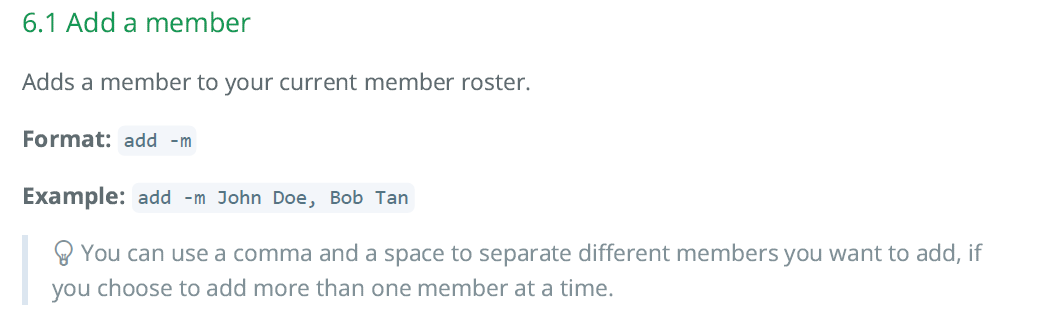 6.1 Add a member
Adds a member to your current member roster.
Format: add -m
Example: add -m John Doe, Bob Tan
You can use a comma and a space to separate different members you want to add, if
you choose to add more than one member at a time.